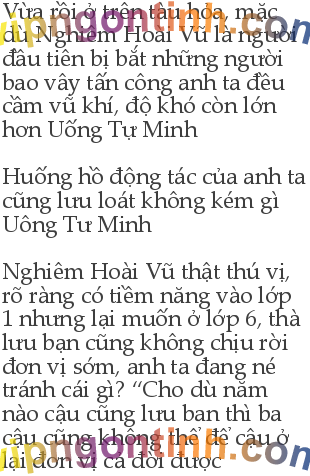 Vừa rồi ở trên tàu hỏa, mặc
dù Nghiêm Hoài Vũ là người
đầu tiên bị bắt những người
bao vây tấn công anh ta đều
cầm vũ khí, độ khó còn lớn
hơn Uống Tự Minh
Huống hồ động tác của anh ta
cũng lưu loát không kém gì
Uông Tư Minh
Nghiêm Hoài Vũ thật thú vị,
rõ ràng có tiềm năng vào lớp
1 nhưng lại muốn ở lớp 6, thà
lưu ban cũng không chịu rời
đơn vị sớm, anh ta đang né
tránh cái gì? “Cho dù năm
nào cậu cũng lưu ban thì ba
cậu cũng không thể để cậu ở
lại đơn vị cả đời được
vipngontinh.com
vipngontinh.com